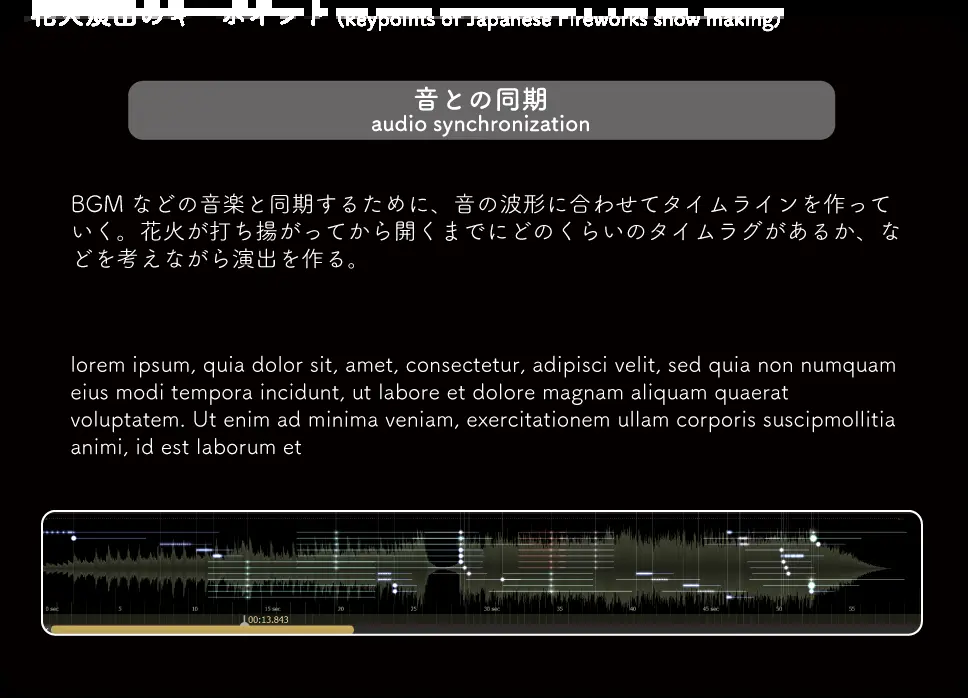 花火演出のキーポイント (Keypoints of Japanese Fireworks show making)
音との同期
audio synchronization
BGM などの音楽と同期するために、音の波形に合わせてタイムラインを作って
いく。花火が打ち揚がってから開くまでにどのくらいのタイムラグがあるか、な
どを考えながら演出を作る。
lorem ipsum, quia dolor sit, amet, consectetur, adipisci velit, sed quia non numquam
eius modi tempora incidunt, ut labore et dolore magnam aliquam quaerat
voluptatem. Ut enim ad minima veniam, exercitationem ullam corporis suscipmollitia
animi, id est laborum et
0 sec 5 10 15 sec 20 25 30 sec 35 40 45 sec 50 55
00:13.843